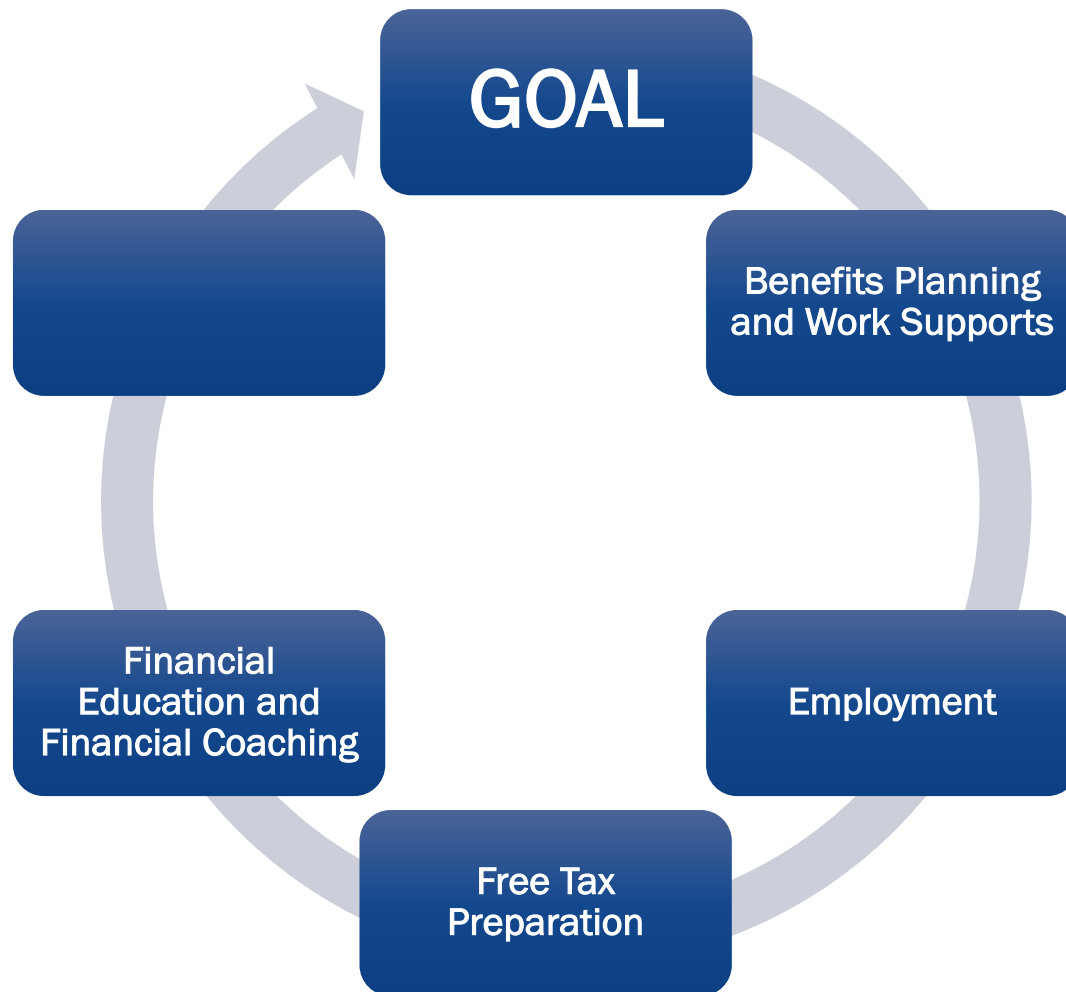 GOAL
Benefits Planning
and Work Supports
Employment
Free Tax
Preparation
Financial
Education and
Financial Coaching